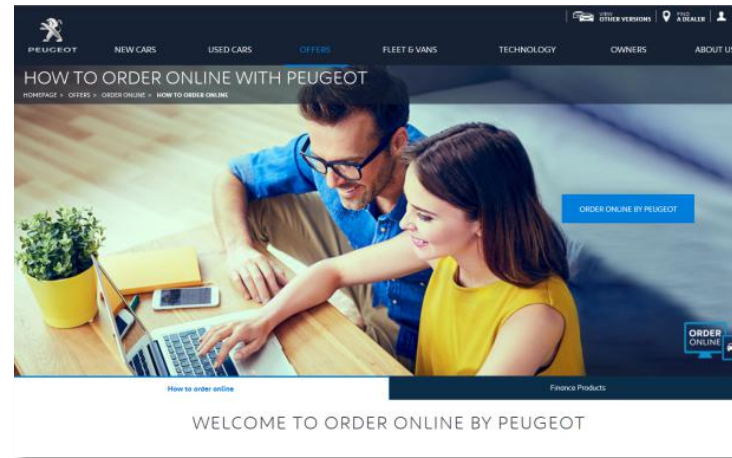 VIEW
OTHER VERSIONS
FIND
A DEALER
PEUGEOT
NEW CARS
USED CARS
OFFERS
FLEET & VANS
TECHNOLOGY
OWNERS
ABOUT US
HOW TO ORDER ONLINE WITH PEUGEOT
HOMEPAGE > OFFERS > ORDER ONLINE > HOW TO ORDER ONLINE
ORDER ONLINE BY PEUGEOT
ORDER
ONLINE
How to order online
Finance Products
WELCOME TO ORDER ONLINE BY PEUGEOT